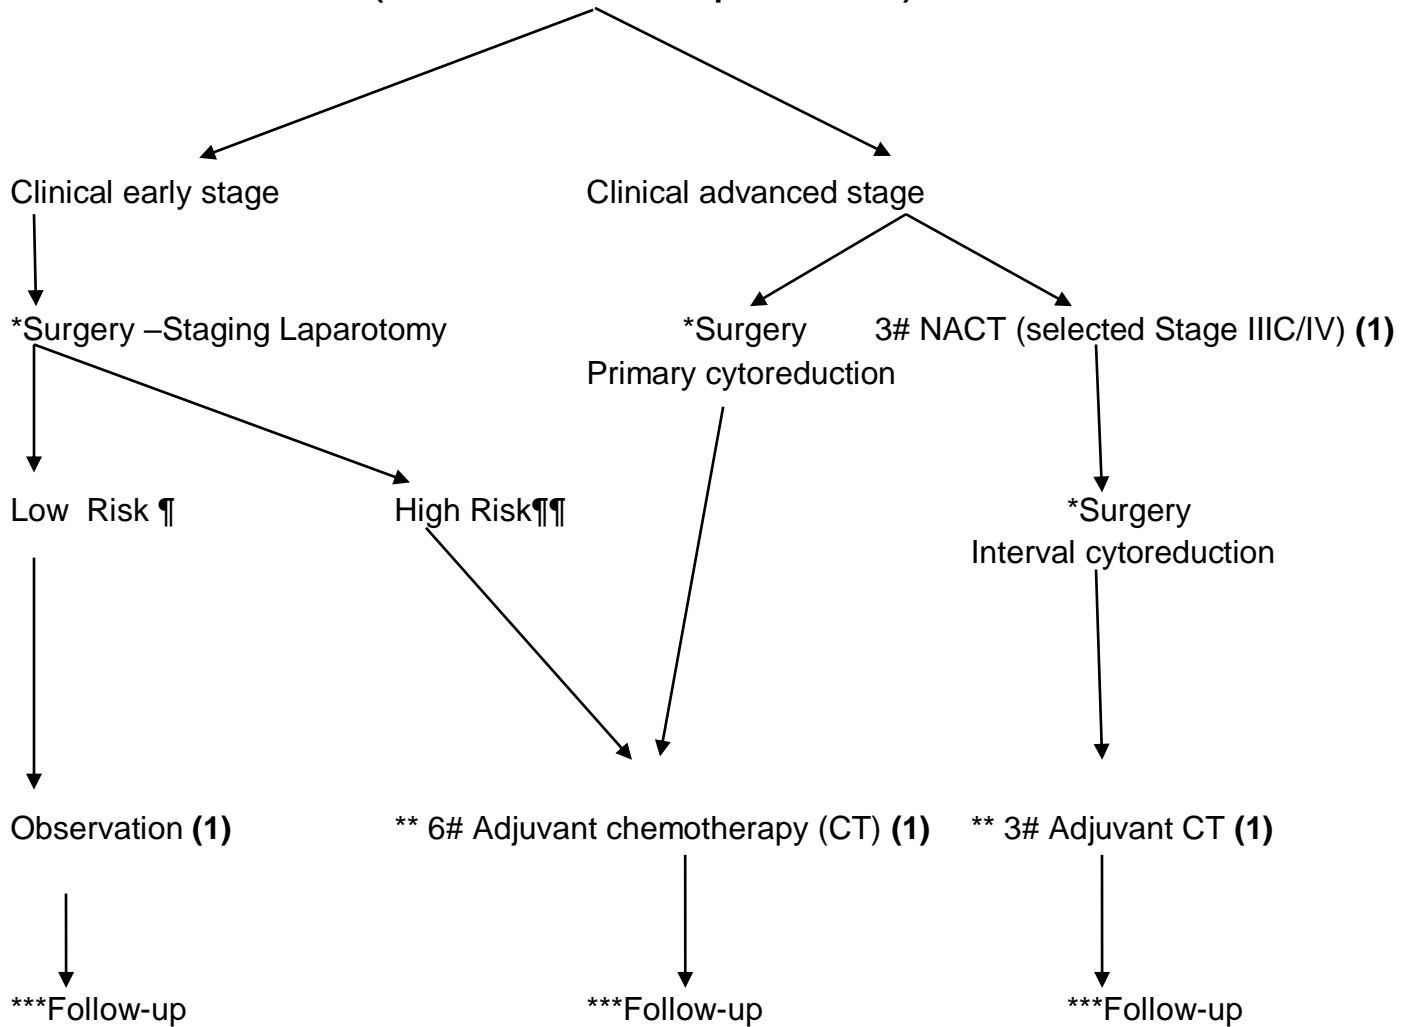 Clinical early stage
Clinical advanced stage
*Surgery –Staging Laparotomy
*Surgery
Primary cytoreduction
3# NACT (selected Stage IIIC/IV) (1)
Low Risk ¶
High Risk¶¶
*Surgery
Interval cytoreduction
Observation (1)
** 6# Adjuvant chemotherapy (CT) (1)
** 3# Adjuvant CT (1)
***Follow-up
***Follow-up
***Follow-up